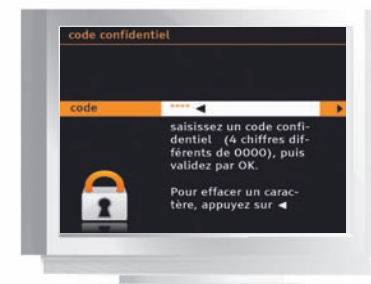 code confidentiel
code **** ◄
saisissez un code confi-
dentiel (4 chiffres dif-
férents de 0000), puis
validez par OK.
Pour effacer un carac-
tère, appuyez sur ◄